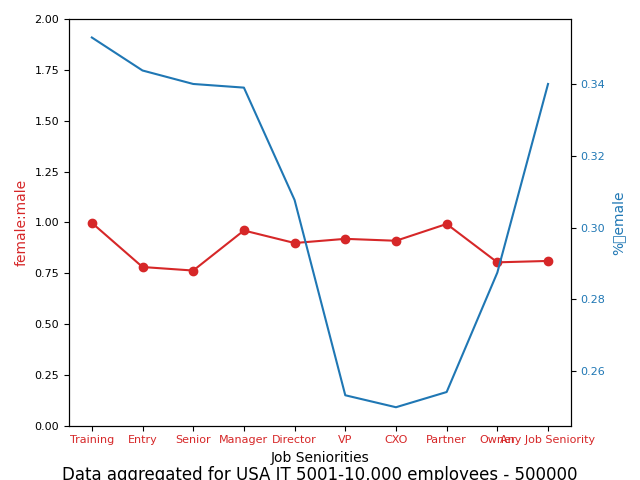 2.00
1.75
1.50
1.25
1.00
0.75
0.50
0.25
0.00
female:male
0.34
0.32
0.30
0.28
0.26
%▯ermale
Training Entry Senior Manager Director VP CXO Partner Owner Any Job Seniority
Job Seniorities
Data aggregated for USA IT 5001-10.000 employees - 500000